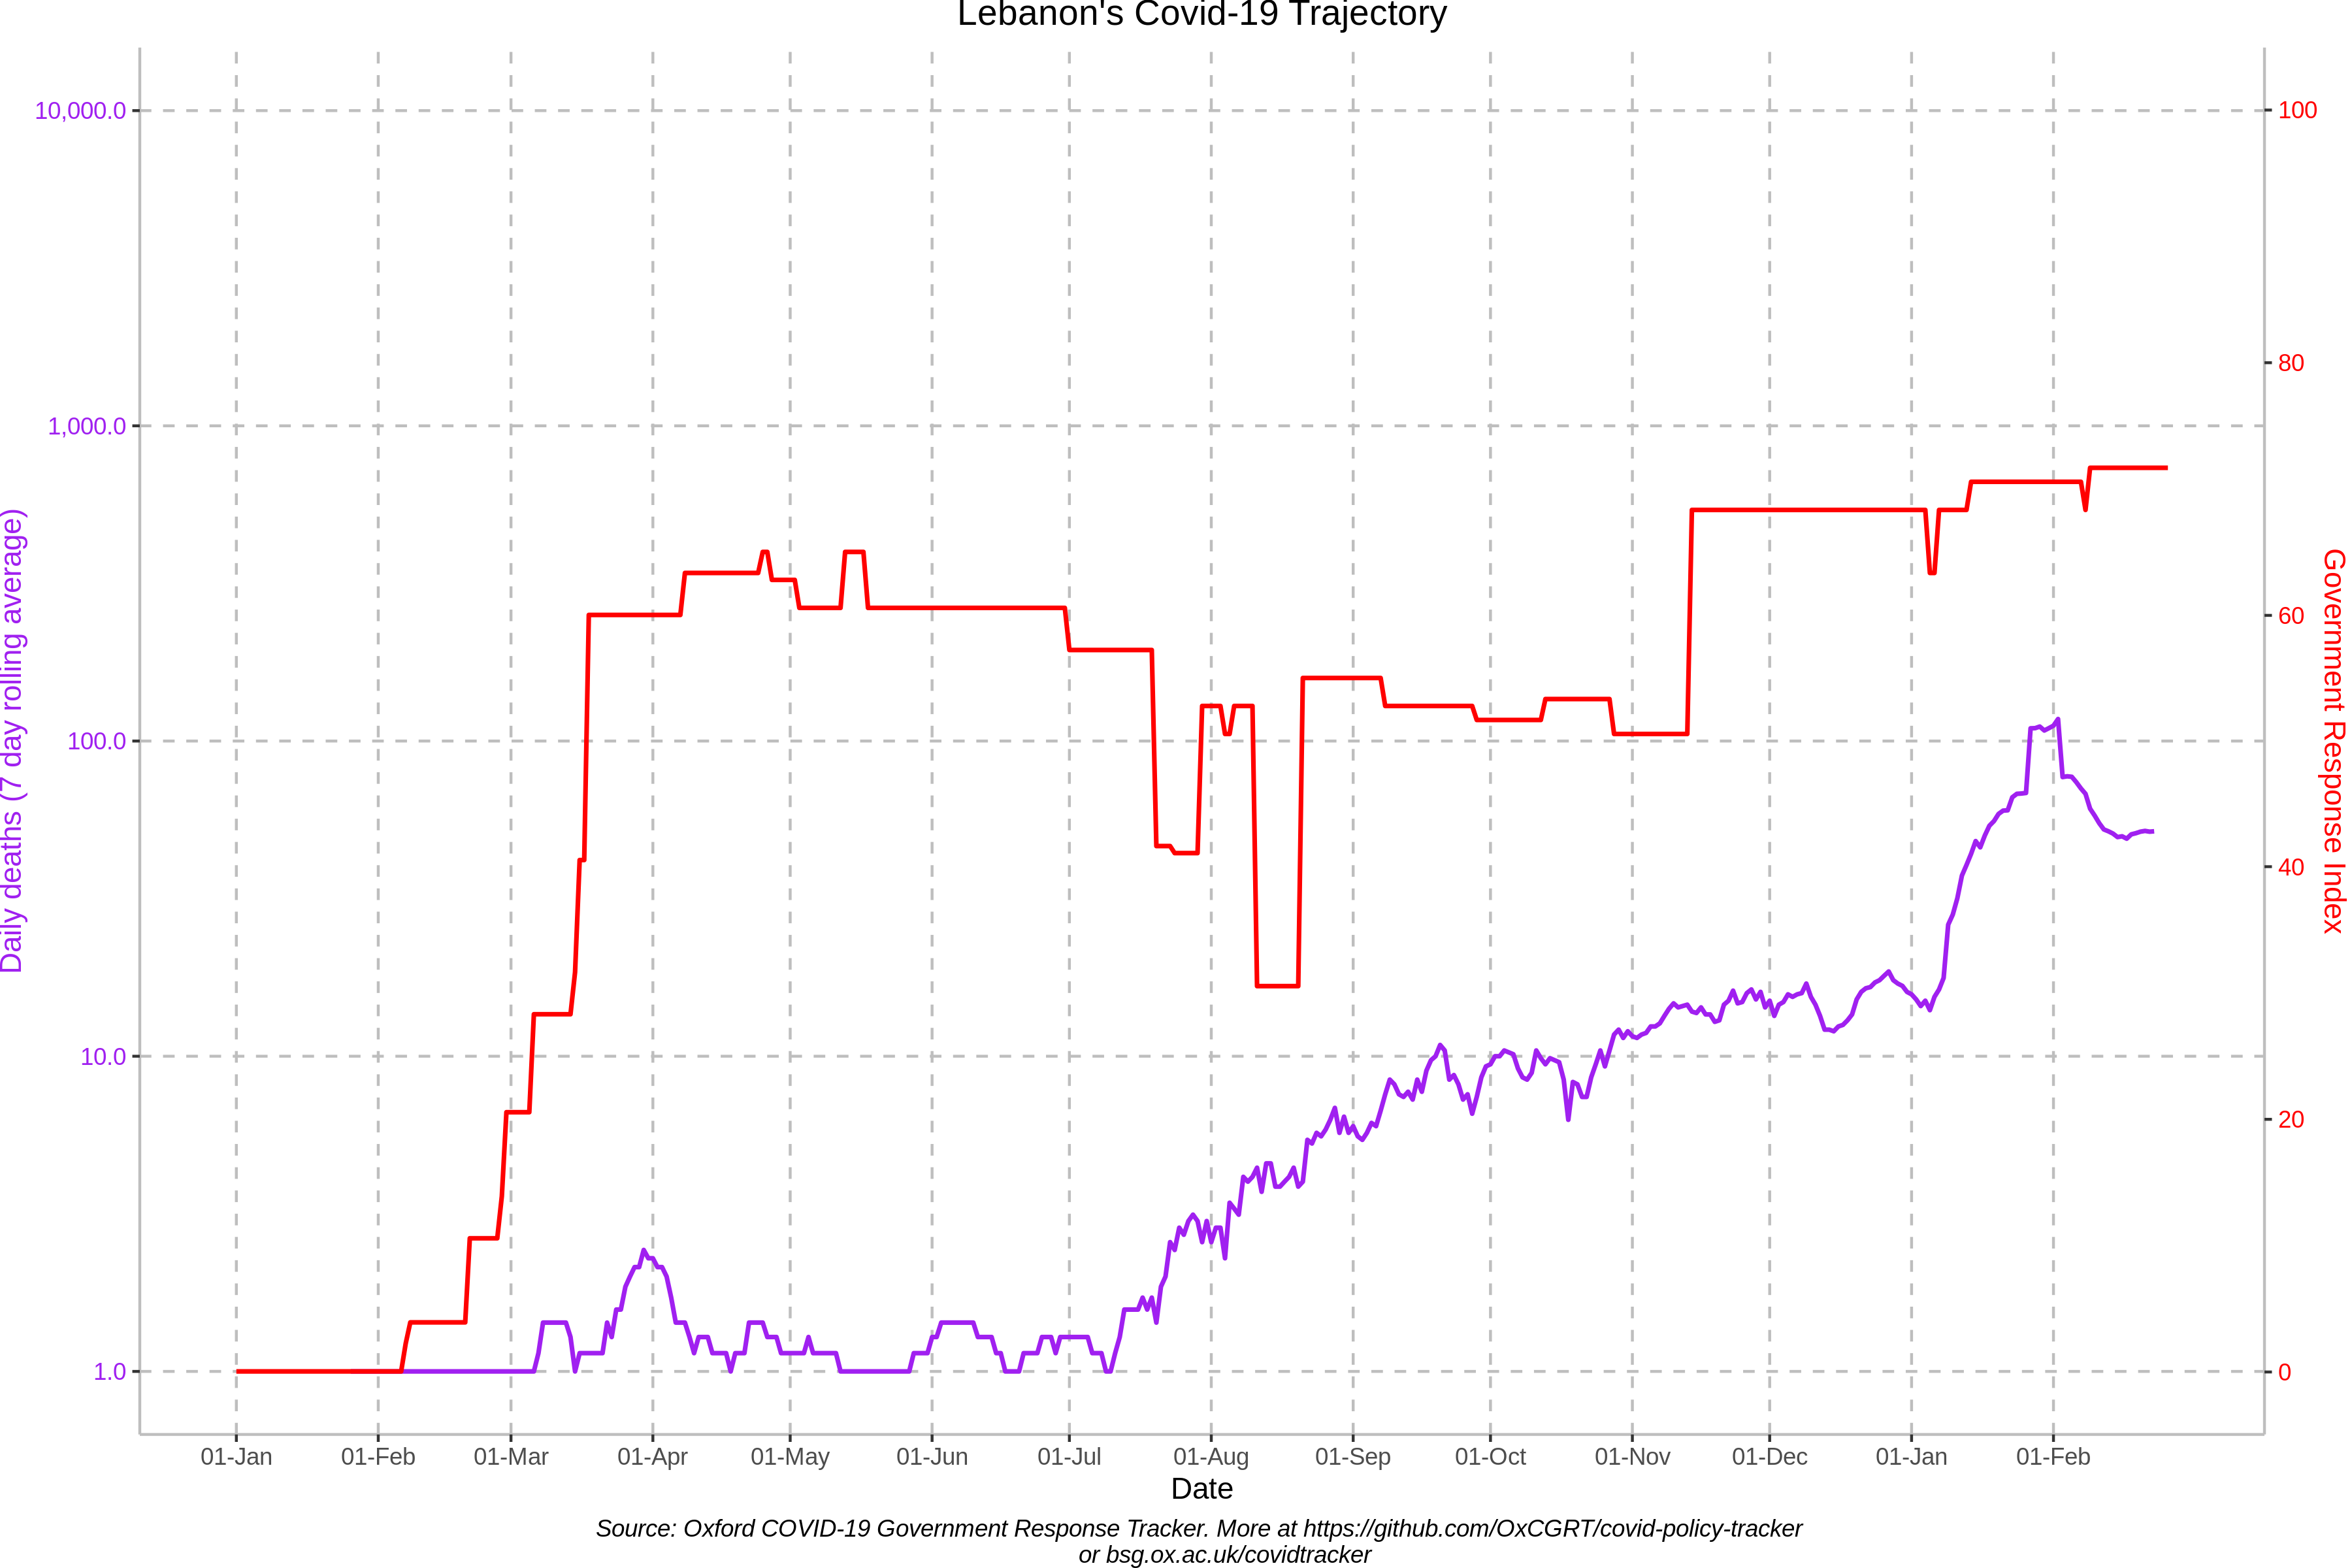 Lebanon's Covid-19 Trajectory
Daily deaths (7 day rolling average)
10,000.0
1,000.0
100.0
10.0
1.0
100
80
60
40
20
0
Government Response Index
01-Jan 01-Feb 01-Mar 01-Apr 01-May 01-Jun 01-Jul 01-Aug 01-Sep 01-Oct 01-Nov 01-Dec 01-Jan 01-Feb
Date
Source: Oxford COVID-19 Government Response Tracker. More at https://github.com/OxCGRT/covid-policy-tracker
or bsg.ox.ac.uk/covidtracker